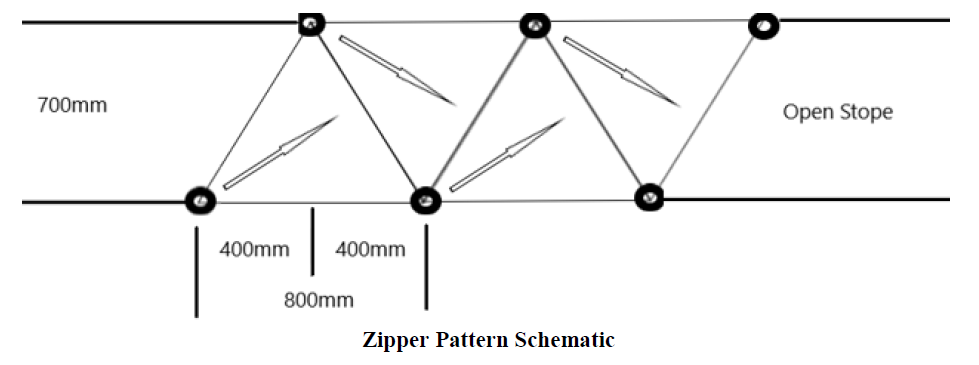 700mm
Open Stope
400mm
400mm
800mm
Zipper Pattern Schematic